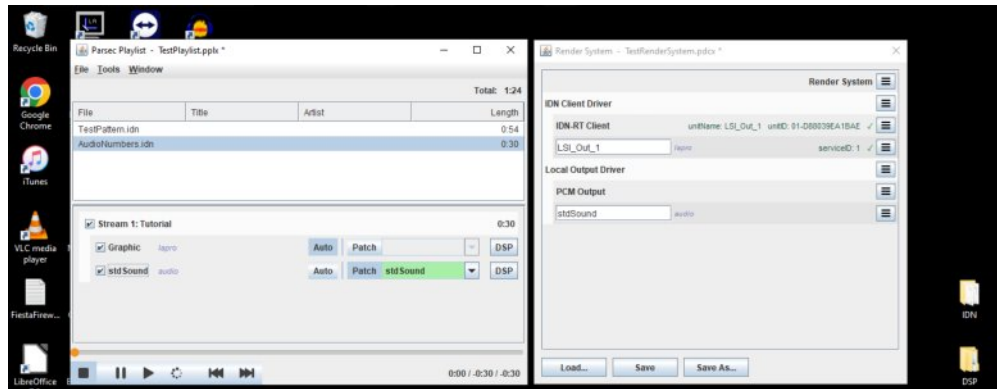 Recycle Bin
Google
Chrome
iTunes
VLC media
player
FiestaFirew...
LibreOffice
Parsec Playlist - TestPlaylist.pplx *
File Tools Window
Total: 1:24
File Title Artist Length
TestPattern.idn 0:54
AudioNumbers.idn 0:30
Stream 1: Tutorial 0:30
Graphic lapro Auto Patch DSP
stdSound audio Auto Patch stdSound DSP
0:00 / -0:30 / -0:30
Render System - TestRenderSystem.pdcx *
Render System
IDN Client Driver
IDN-RT Client unitName: LSI_Out_1 unitID: 01-D88039EA1BAE ✓
LSI_Out_1 lapro serviceID: 1 ✓
Local Output Driver
PCM Output
stdSound audio
Load... Save Save As...
IDN
DSP